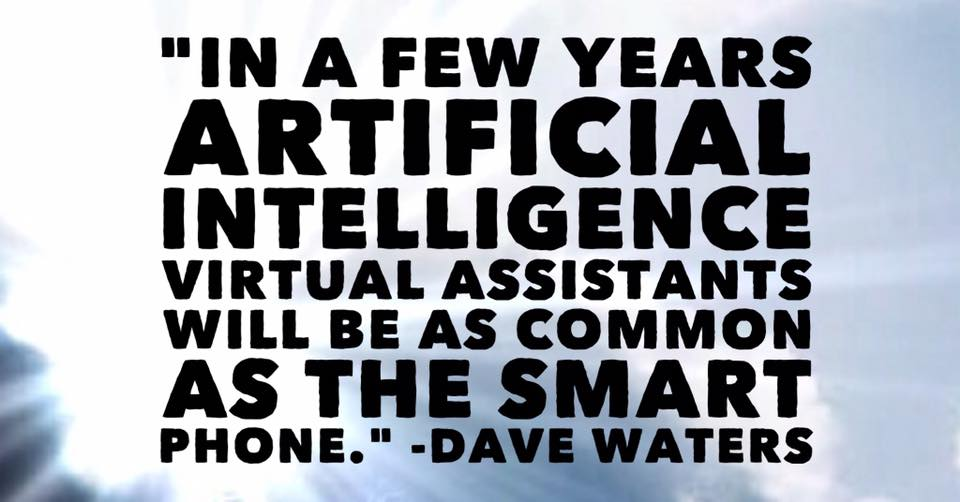 "IN A FEW YEARS
ARTIFICIAL
INTELLIGENCE
VIRTUAL ASSISTANTS
WILL BE AS COMMON
AS THE SMART
PHONE." -DAVE WATERS